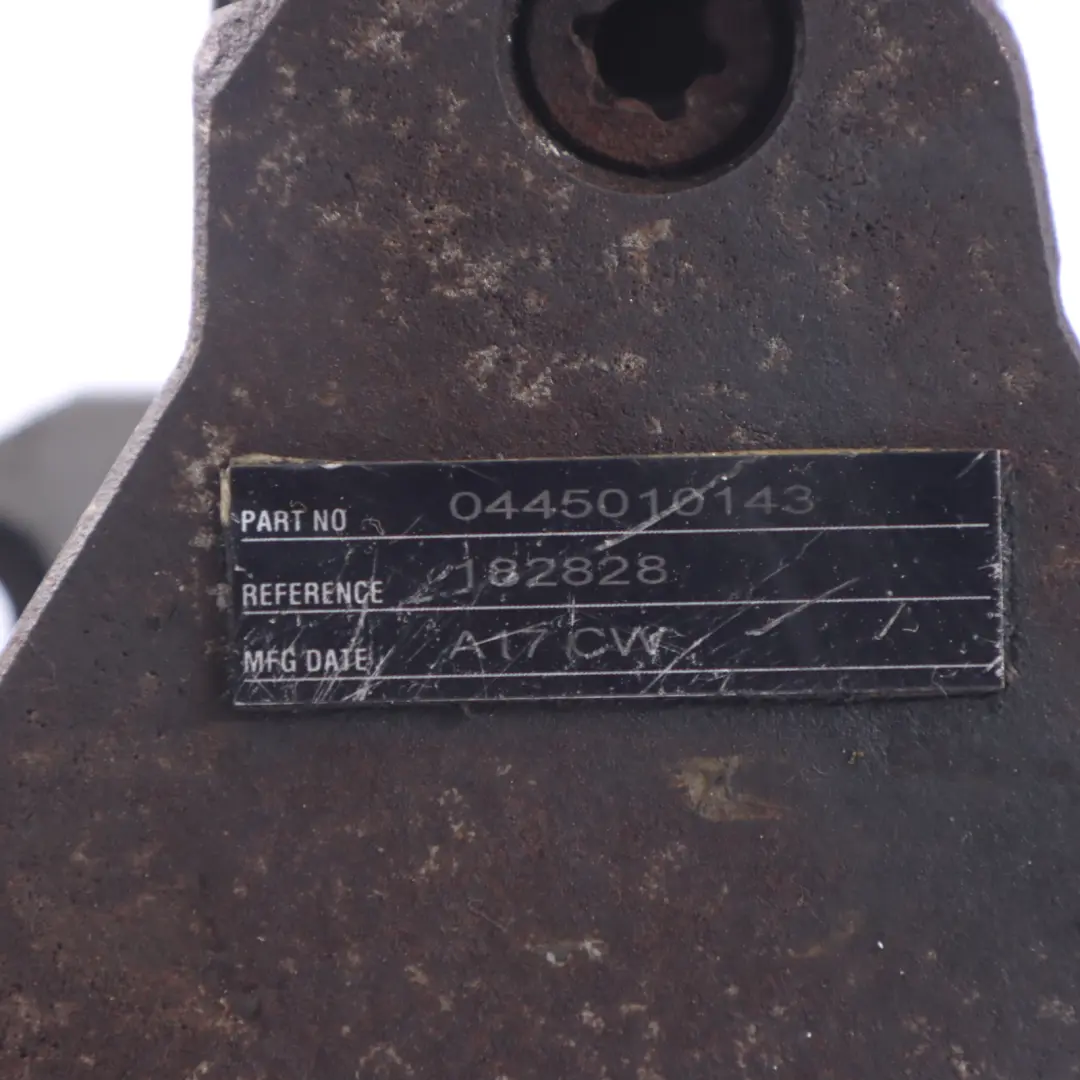 PART NO 0445010143
REFERENCE 182828
MFG DATE A17 CW